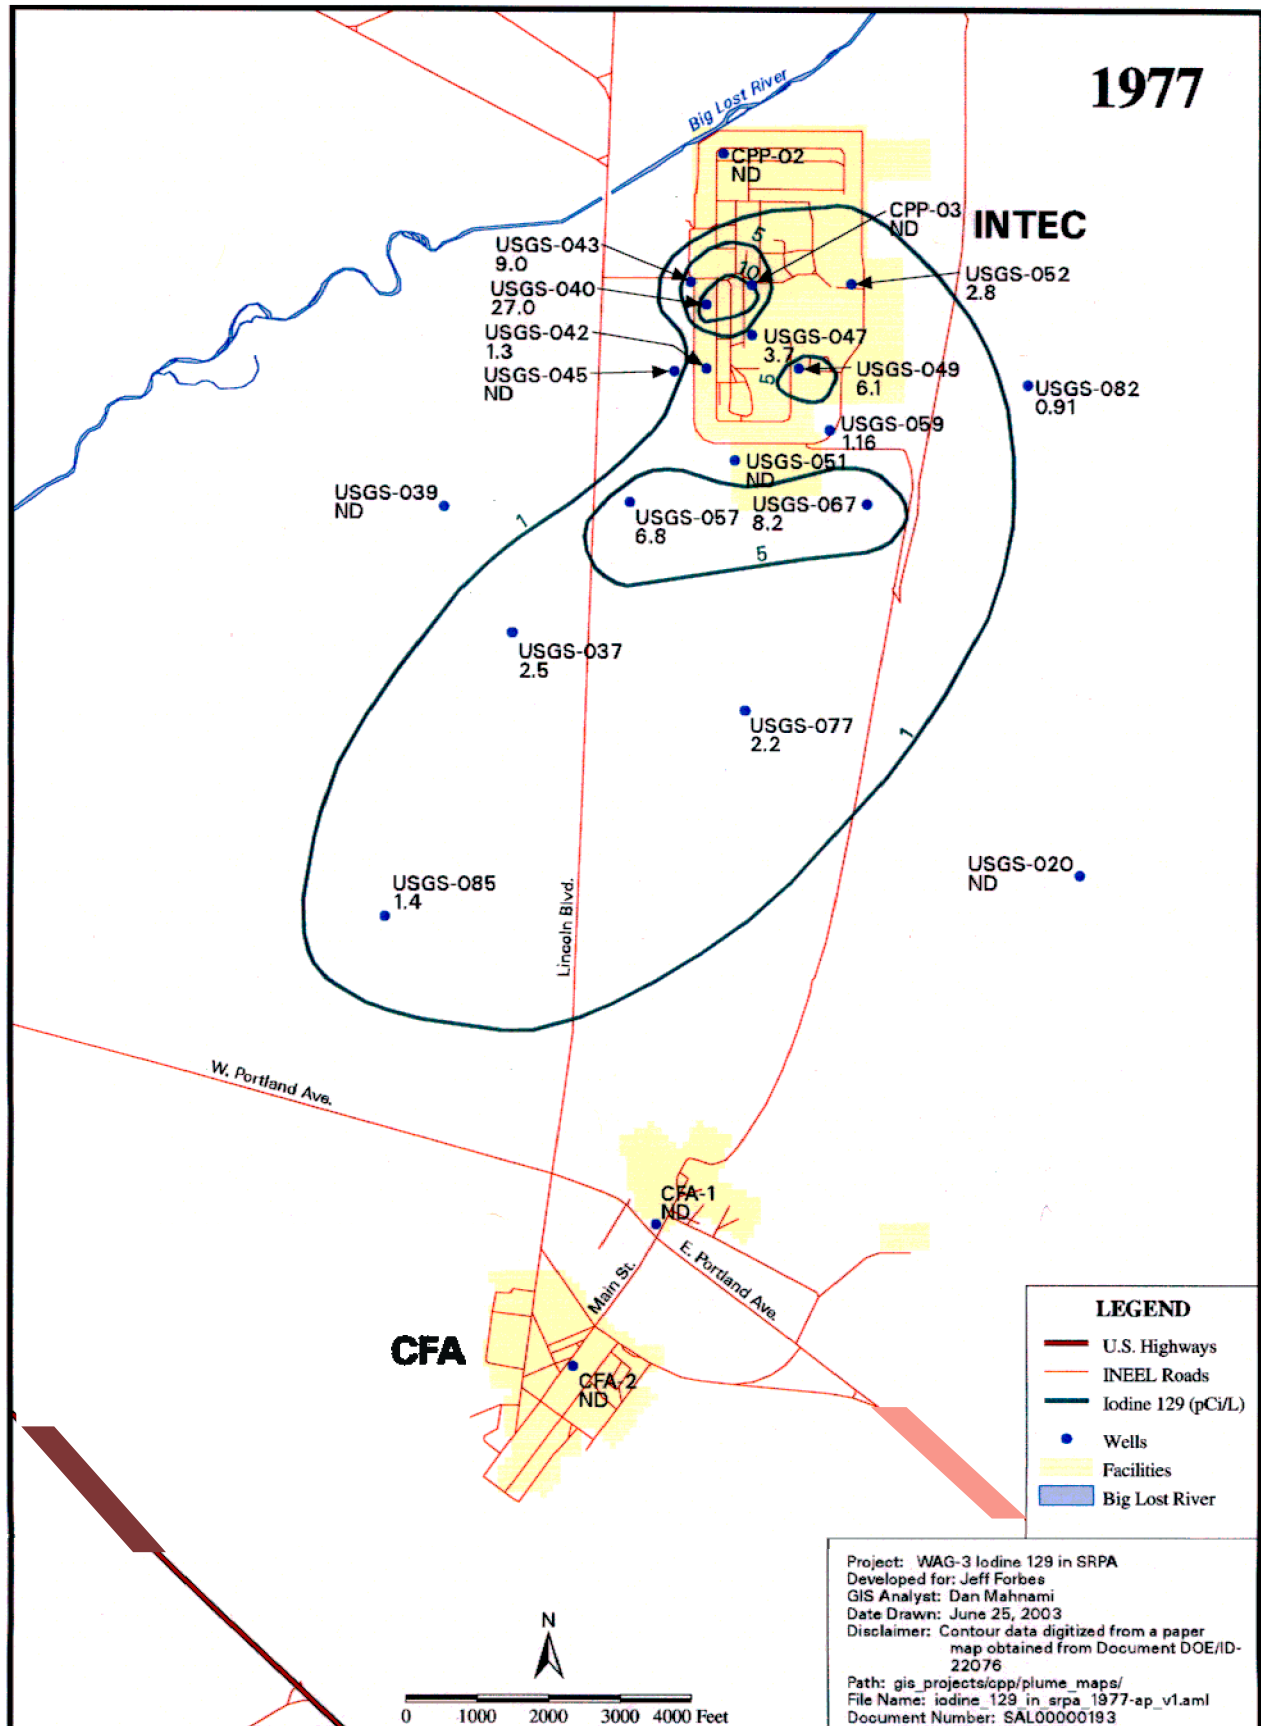 1977
Big Lost River
CPP-02
ND
INTEC
CPP-03
ND
5
10
USGS-043
9.0
USGS-040
27.0
USGS-042
1.3
USGS-045
ND
USGS-052
2.8
USGS-047
3.7
5
USGS-049
6.1
USGS-082
0.91
USGS-059
1.16
USGS-051
ND
USGS-039
ND
1
USGS-057
6.8
USGS-067
8.2
5
USGS-037
2.5
USGS-077
2.2
1
USGS-020
ND
USGS-085
1.4
Lincoln Blvd.
W. Portland Ave.
CFA-1
ND
E. Portland Ave.
Main St.
CFA
CFA-2
ND
LEGEND
U.S. Highways
INEEL Roads
Iodine 129 (pCi/L)
Wells
Facilities
Big Lost River
N
0 1000 2000 3000 4000 Feet
Project: WAG-3 Iodine 129 in SRPA
Developed for: Jeff Forbes
GIS Analyst: Dan Mahnami
Date Drawn: June 25, 2003
Disclaimer: Contour data digitized from a paper
map obtained from Document DOE/ID-
22076
Path: gis_projects/cpp/plume_maps/
File Name: iodine_129_in_srpa_1977-ap_v1.aml
Document Number: SAL00000193